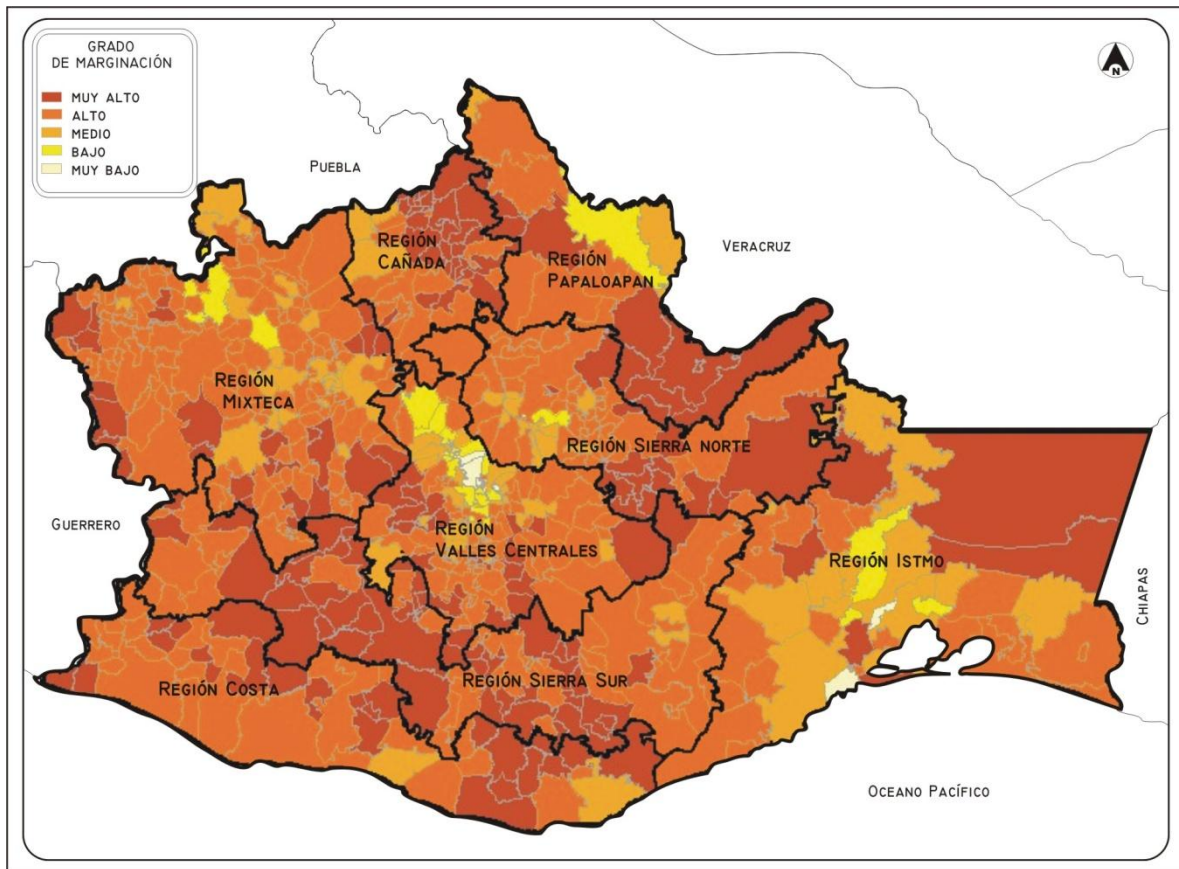 GRADO
DE MARGINACIÓN
MUY ALTO
ALTO
MEDIO
BAJO
MUY BAJO
N
PUEBLA
VERACRUZ
REGIÓN
CAÑADA
REGIÓN
PAPALOAPAN
REGIÓN
MIXTECA
REGIÓN SIERRA NORTE
GUERRERO
REGIÓN
VALLES CENTRALES
REGIÓN ISTMO
CHIAPAS
REGIÓN COSTA
REGIÓN SIERRA SUR
OCEANO PACÍFICO